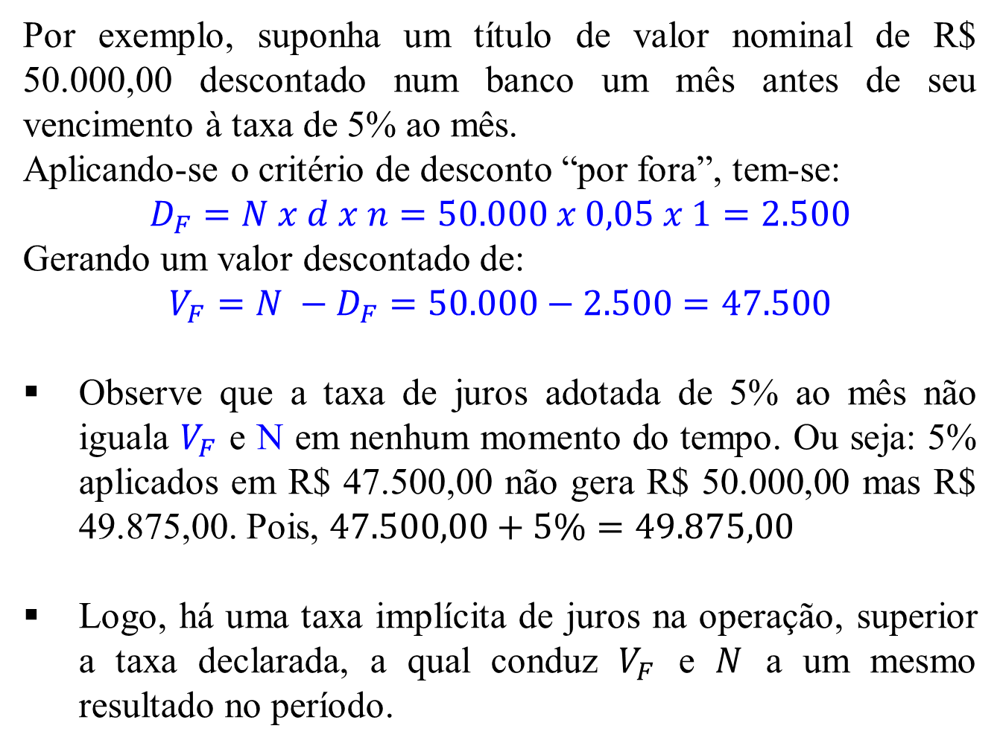 Por exemplo, suponha um título de valor nominal de R$
50.000,00 descontado num banco um mês antes de seu
vencimento à taxa de 5% ao mês.
Aplicando-se o critério de desconto “por fora”, tem-se:
D_F = N x d x n = 50.000 x 0,05 x 1 = 2.500
Gerando um valor descontado de:
V_F = N − D_F = 50.000 − 2.500 = 47.500
▪ Observe que a taxa de juros adotada de 5% ao mês não
iguala V_F e N em nenhum momento do tempo. Ou seja: 5%
aplicados em R$ 47.500,00 não gera R$ 50.000,00 mas R$
49.875,00. Pois, 47.500,00 + 5% = 49.875,00
▪ Logo, há uma taxa implícita de juros na operação, superior
a taxa declarada, a qual conduz V_F e N a um mesmo
resultado no período.